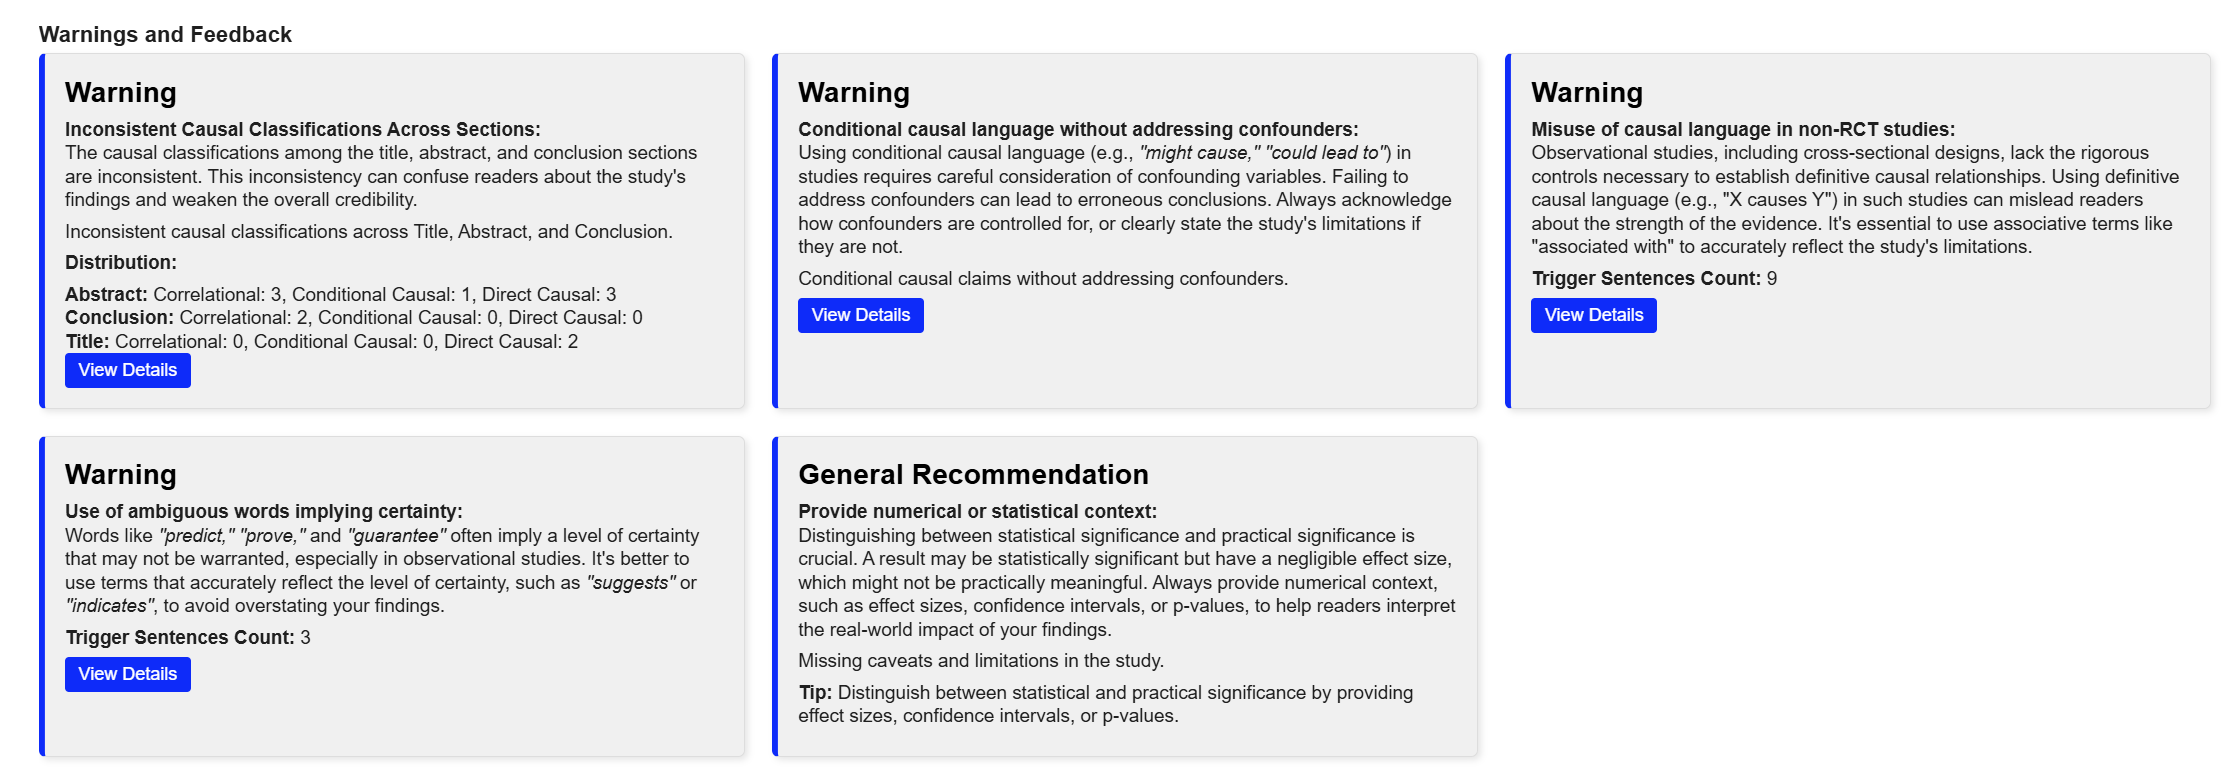 Warnings and Feedback
Warning
Inconsistent Causal Classifications Across Sections:
The causal classifications among the title, abstract, and conclusion sections
are inconsistent. This inconsistency can confuse readers about the study's
findings and weaken the overall credibility.
Inconsistent causal classifications across Title, Abstract, and Conclusion.
Distribution:
Abstract: Correlational: 3, Conditional Causal: 1, Direct Causal: 3
Conclusion: Correlational: 2, Conditional Causal: 0, Direct Causal: 0
Title: Correlational: 0, Conditional Causal: 0, Direct Causal: 2
View Details
Warning
Conditional causal language without addressing confounders:
Using conditional causal language (e.g., "might cause," "could lead to") in
studies requires careful consideration of confounding variables. Failing to
address confounders can lead to erroneous conclusions. Always acknowledge
how confounders are controlled for, or clearly state the study's limitations if
they are not.
Conditional causal claims without addressing confounders.
View Details
Warning
Misuse of causal language in non-RCT studies:
Observational studies, including cross-sectional designs, lack the rigorous
controls necessary to establish definitive causal relationships. Using definitive
causal language (e.g., "X causes Y") in such studies can mislead readers
about the strength of the evidence. It's essential to use associative terms like
"associated with" to accurately reflect the study's limitations.
Trigger Sentences Count: 9
View Details
Warning
Use of ambiguous words implying certainty:
Words like "predict," "prove," and "guarantee" often imply a level of certainty
that may not be warranted, especially in observational studies. It's better to
use terms that accurately reflect the level of certainty, such as "suggests" or
"indicates", to avoid overstating your findings.
Trigger Sentences Count: 3
View Details
General Recommendation
Provide numerical or statistical context:
Distinguishing between statistical significance and practical significance is
crucial. A result may be statistically significant but have a negligible effect size,
which might not be practically meaningful. Always provide numerical context,
such as effect sizes, confidence intervals, or p-values, to help readers interpret
the real-world impact of your findings.
Missing caveats and limitations in the study.
Tip: Distinguish between statistical and practical significance by providing
effect sizes, confidence intervals, or p-values.